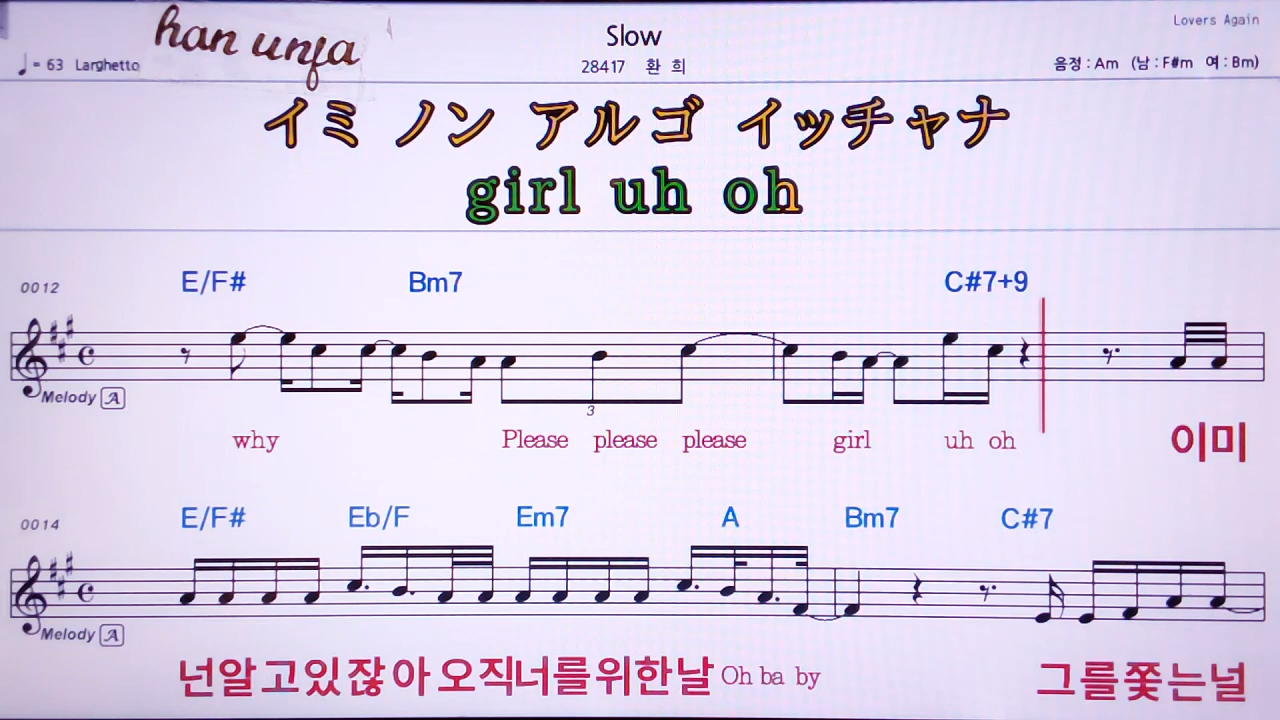 Lovers Again
han unja
Slow
♩= 63 Larghetto
28417 환 희
음정 : Am (남 : F#m 여 : Bm)
イミ ノン アルゴ イッチャナ
girl uh oh
0012
E/F# Bm7 C#7+9
3
Melody A
why Please please please girl uh oh 이미
0014
E/F# Eb/F Em7 A Bm7 C#7
Melody A
넌알고있잖아오직너를위한날 Oh ba by 그를쫓는널